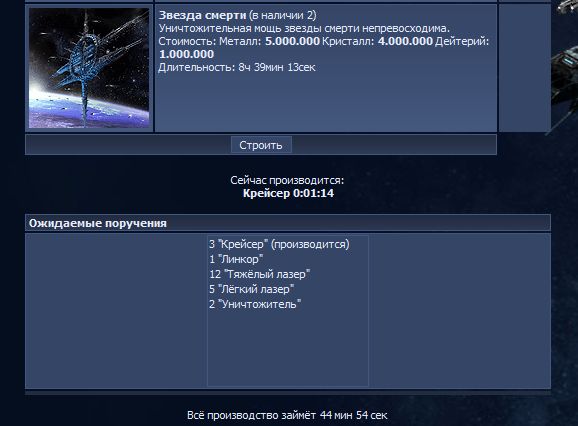 Звезда смерти (в наличии 2)
Уничтожительная мощь звезды смерти непревосходима.
Стоимость: Металл: 5.000.000 Кристалл: 4.000.000 Дейтерий:
1.000.000
Длительность: 8ч 39мин 13сек
Строить
Сейчас производится:
Крейсер 0:01:14
Ожидаемые поручения
3 "Крейсер" (производится)
1 "Линкор"
12 "Тяжёлый лазер"
5 "Лёгкий лазер"
2 "Уничтожитель"
Всё производство займёт 44 мин 54 сек